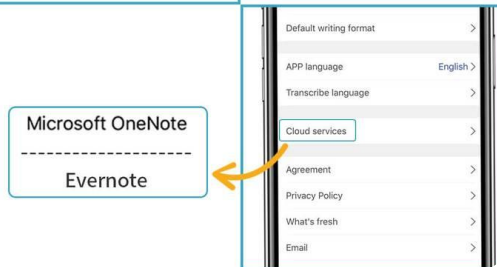 Microsoft OneNote
Evernote
Default writing format
APP language English
Transcribe language
Cloud services
Agreement
Privacy Policy
What's fresh
Email